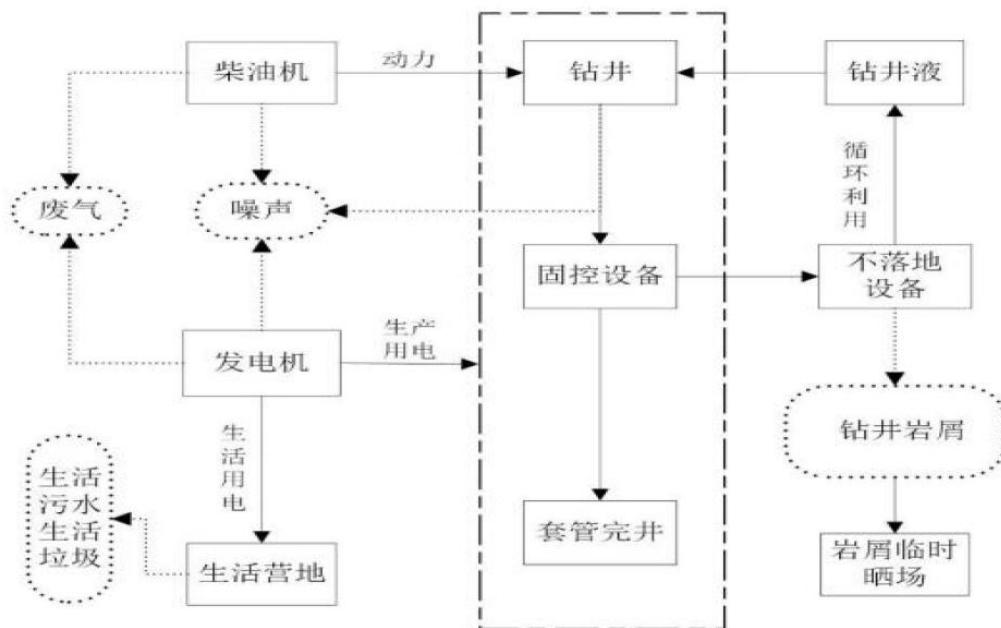 柴油机
动力
钻井
钻井液
循环利用
废气
噪声
固控设备
不落地
设备
发电机
生产
用电
生活用电
钻井岩屑
生活
污水
生活
垃圾
生活营地
套管完井
岩屑临时
晒场